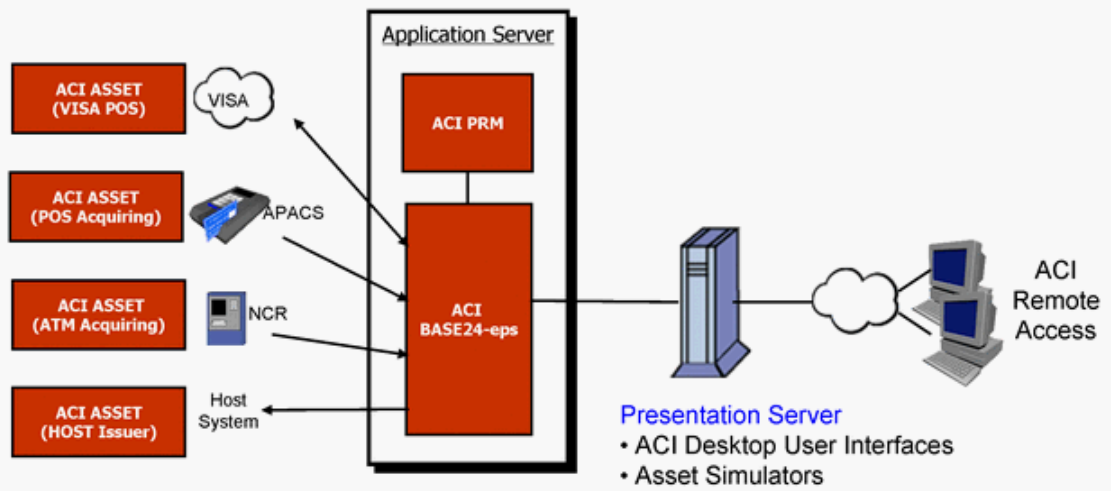 Application Server
ACI ASSET
(VISA POS)
VISA
ACI PRM
ACI ASSET
(POS Acquiring)
APACS
ACI ASSET
(ATM Acquiring)
NCR
ACI
BASE24-eps
ACI ASSET
(HOST Issuer)
Host
System
ACI
Remote
Access
Presentation Server
• ACI Desktop User Interfaces
• Asset Simulators